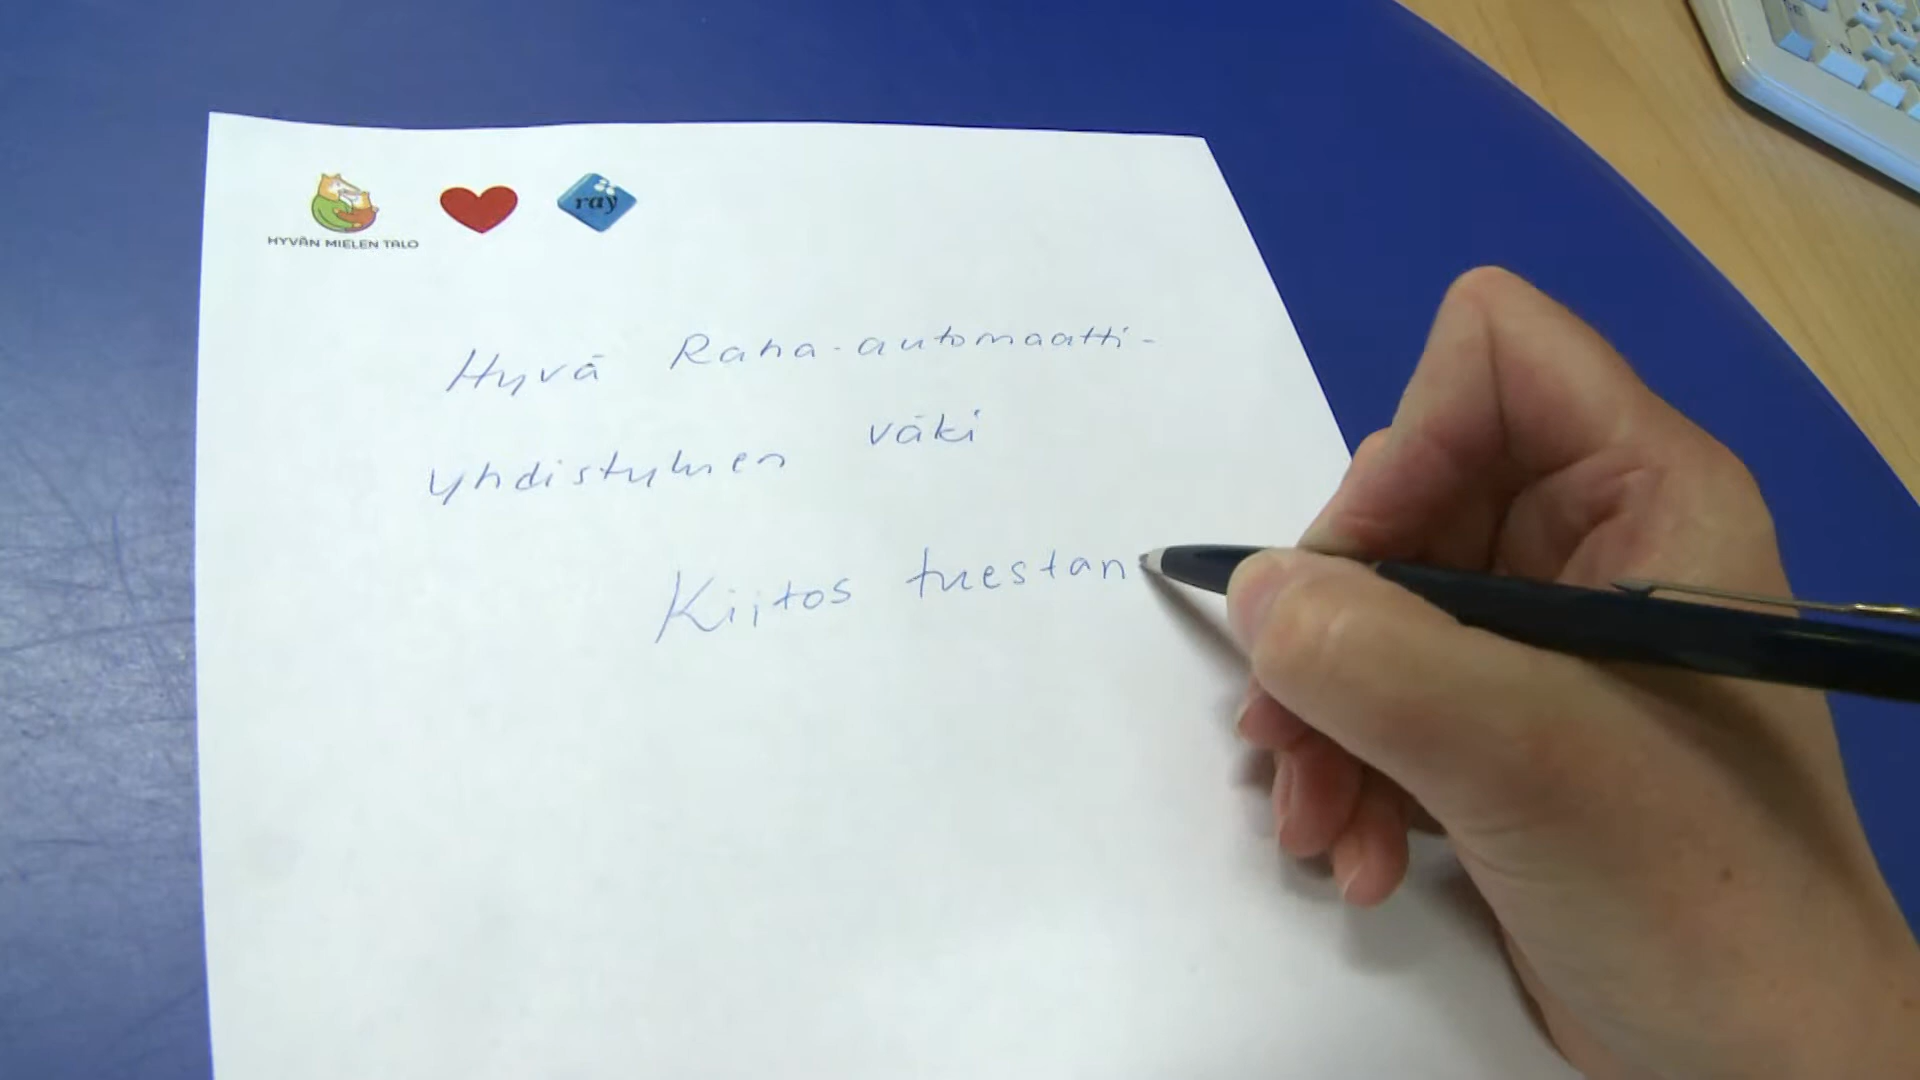 HYVÄN MIELEN TALO
ray
Hyvä Raha-automaatti-
yhdistyksen väki
Kiitos tuestan